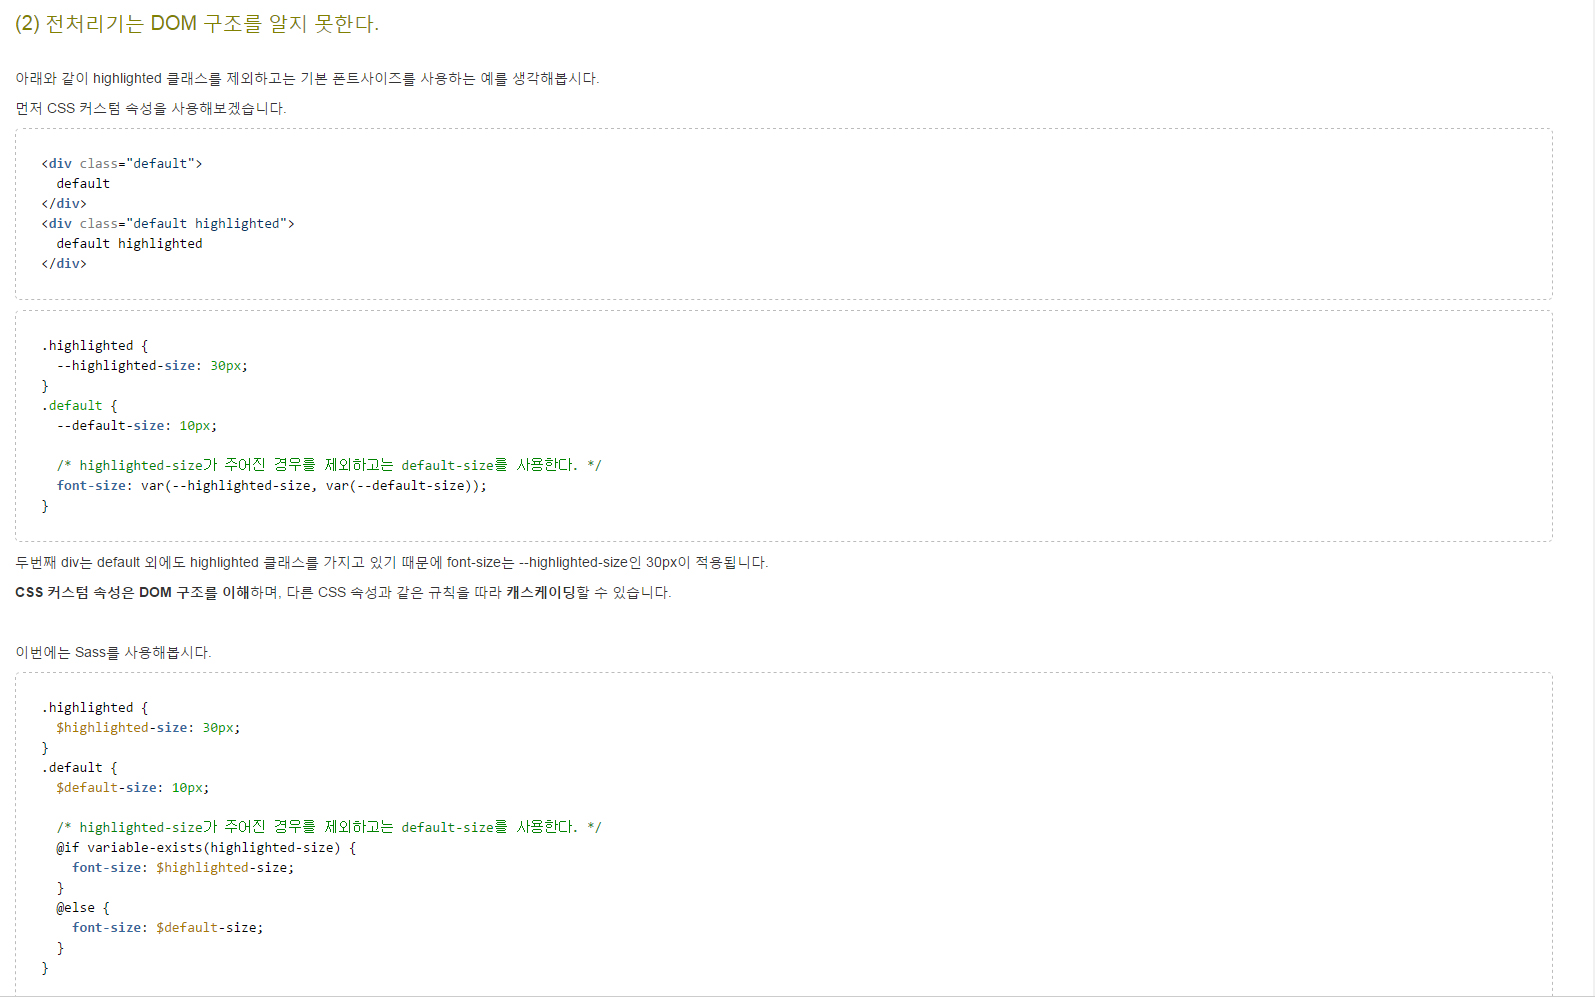 (2) 전처리기는 DOM 구조를 알지 못한다.
아래와 같이 highlighted 클래스를 제외하고는 기본 폰트사이즈를 사용하는 예를 생각해봅시다.
먼저 CSS 커스텀 속성을 사용해보겠습니다.
<div class="default">
  default
</div>
<div class="default highlighted">
  default highlighted
</div>
.highlighted {
  --highlighted-size: 30px;
}
.default {
  --default-size: 10px;
  /* highlighted-size가 주어진 경우를 제외하고는 default-size를 사용한다. */
  font-size: var(--highlighted-size, var(--default-size));
}
두번째 div는 default 외에도 highlighted 클래스를 가지고 있기 때문에 font-size는 --highlighted-size인 30px이 적용됩니다.
CSS 커스텀 속성은 DOM 구조를 이해하며, 다른 CSS 속성과 같은 규칙을 따라 캐스케이딩할 수 있습니다.
이번에는 Sass를 사용해봅시다.
.highlighted {
  $highlighted-size: 30px;
}
.default {
  $default-size: 10px;
  /* highlighted-size가 주어진 경우를 제외하고는 default-size를 사용한다. */
  @if variable-exists(highlighted-size) {
    font-size: $highlighted-size;
  }
  @else {
    font-size: $default-size;
  }
}